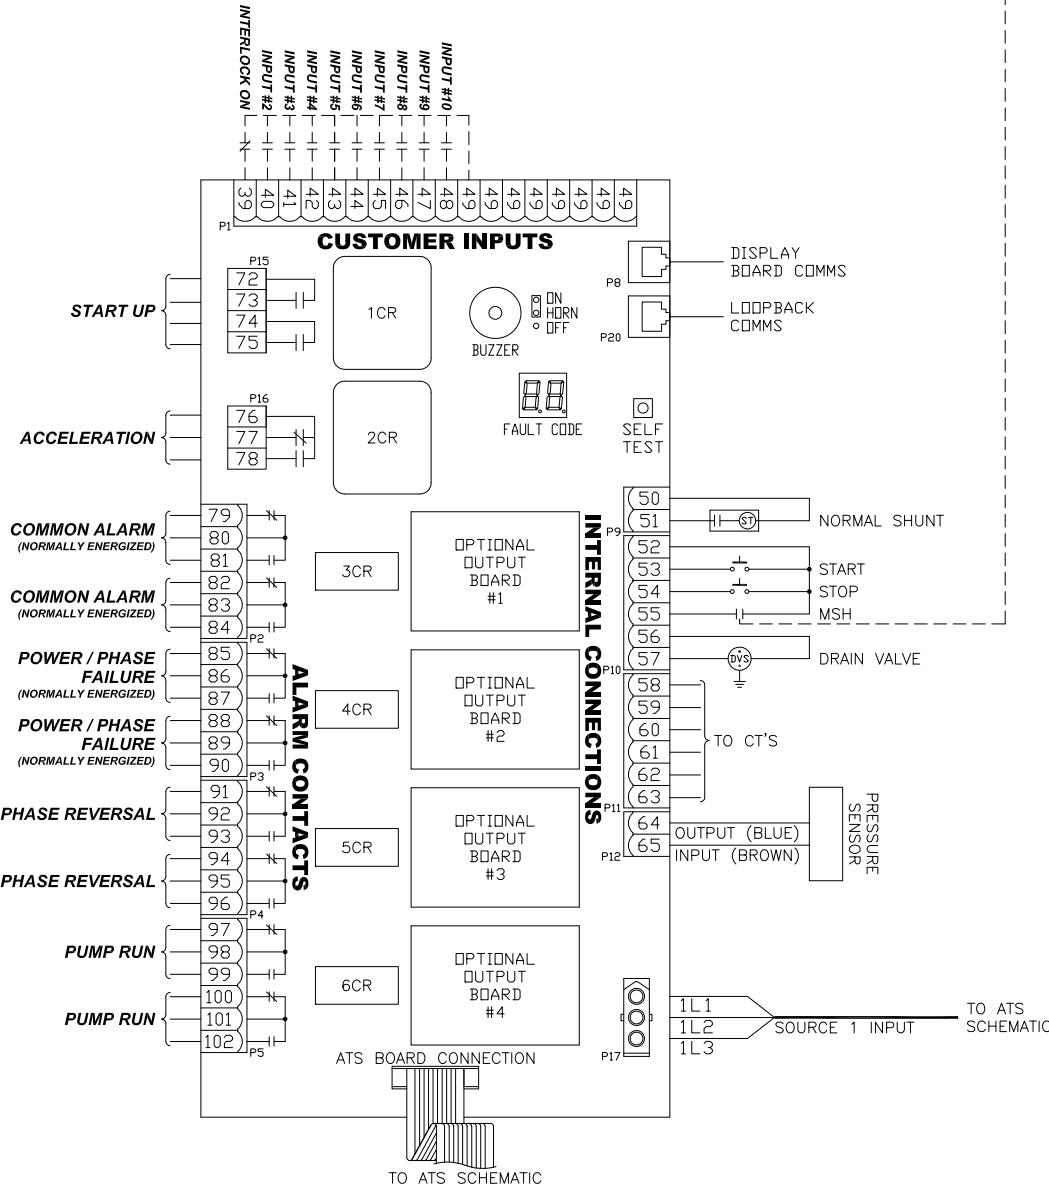 INTERLOCK ON
INPUT #2
INPUT #3
INPUT #4
INPUT #5
INPUT #6
INPUT #7
INPUT #8
INPUT #9
INPUT #10
39 40 41 42 43 44 45 46 47 48 49 49 49 49 49 49 49 49
P1
CUSTOMER INPUTS
START UP
P15
72
73
74
75
1CR
BUZZER
ON
HORN
OFF
P8
DISPLAY
BOARD COMMS
P20
LOOPBACK
COMMS
ACCELERATION
P16
76
77
78
2CR
FAULT CODE
SELF
TEST
COMMON ALARM
(NORMALLY ENERGIZED)
79
80
81
COMMON ALARM
(NORMALLY ENERGIZED)
82
83
84
P2
POWER / PHASE
FAILURE
(NORMALLY ENERGIZED)
85
86
87
POWER / PHASE
FAILURE
(NORMALLY ENERGIZED)
88
89
90
P3
PHASE REVERSAL
91
92
93
PHASE REVERSAL
94
95
96
P4
PUMP RUN
97
98
99
PUMP RUN
100
101
102
P5
ALARM CONTACTS
3CR
4CR
5CR
6CR
OPTIONAL
OUTPUT
BOARD
#1
OPTIONAL
OUTPUT
BOARD
#2
OPTIONAL
OUTPUT
BOARD
#3
OPTIONAL
OUTPUT
BOARD
#4
INTERNAL CONNECTIONS
50
51
P9
ST
NORMAL SHUNT
52
53
START
54
STOP
55
MSH
56
57
P10
DVS
DRAIN VALVE
58
59
60
61
62
63
P11
TO CT'S
64
OUTPUT (BLUE)
65
INPUT (BROWN)
P12
PRESSURE
SENSOR
P17
1L1
1L2
1L3
SOURCE 1 INPUT
TO ATS
SCHEMATIC
ATS BOARD CONNECTION
TO ATS SCHEMATIC